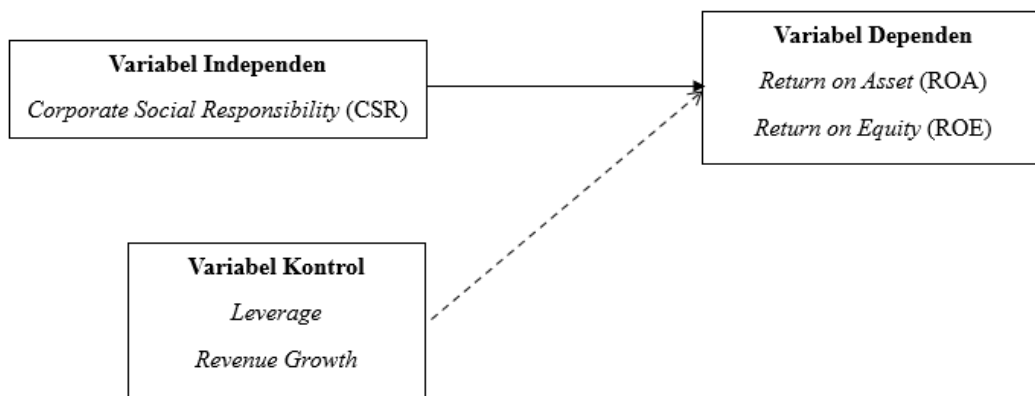 Variabel Independen
Corporate Social Responsibility (CSR)
Variabel Dependen
Return on Asset (ROA)
Return on Equity (ROE)
Variabel Kontrol
Leverage
Revenue Growth